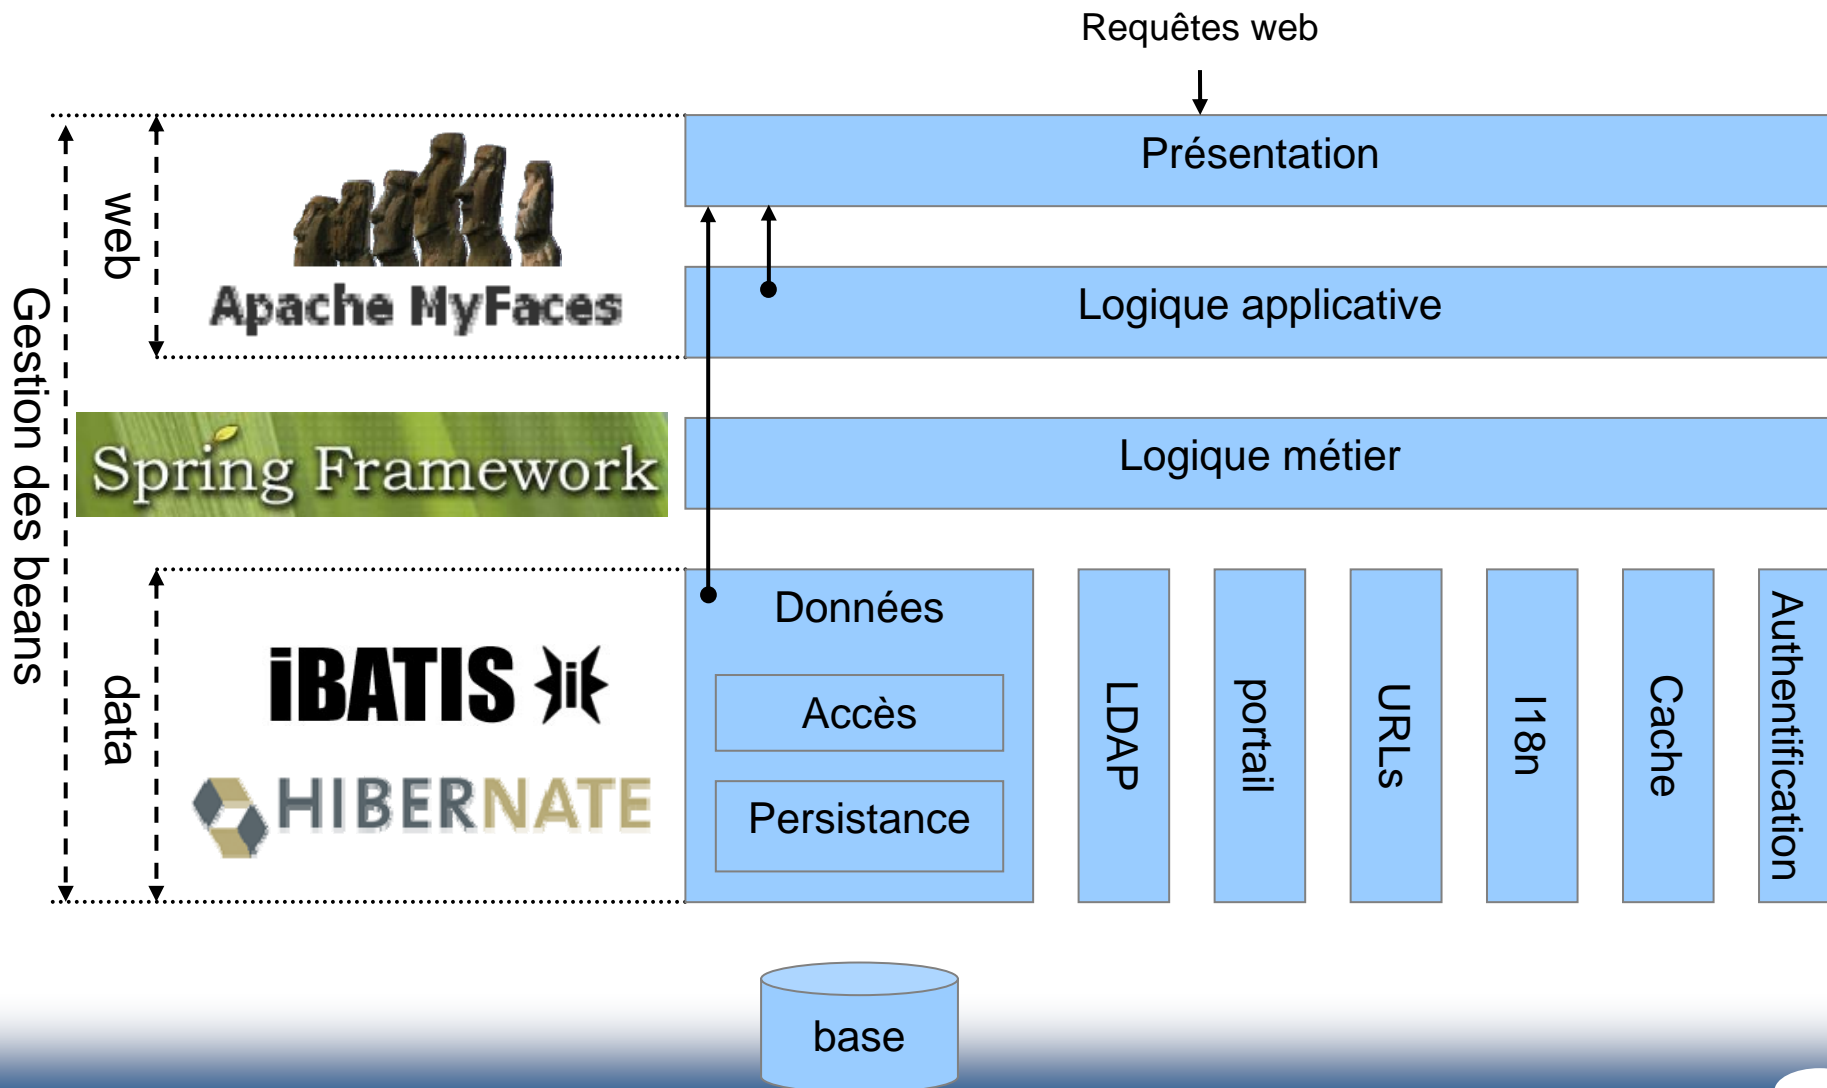 Requêtes web
Présentation
web
Apache MyFaces
Logique applicative
Gestion des beans
Spring Framework
Logique métier
data
iBATIS
HIBERNATE
Données
Accès
Persistance
LDAP
portail
URLs
I18n
Cache
Authentification
base